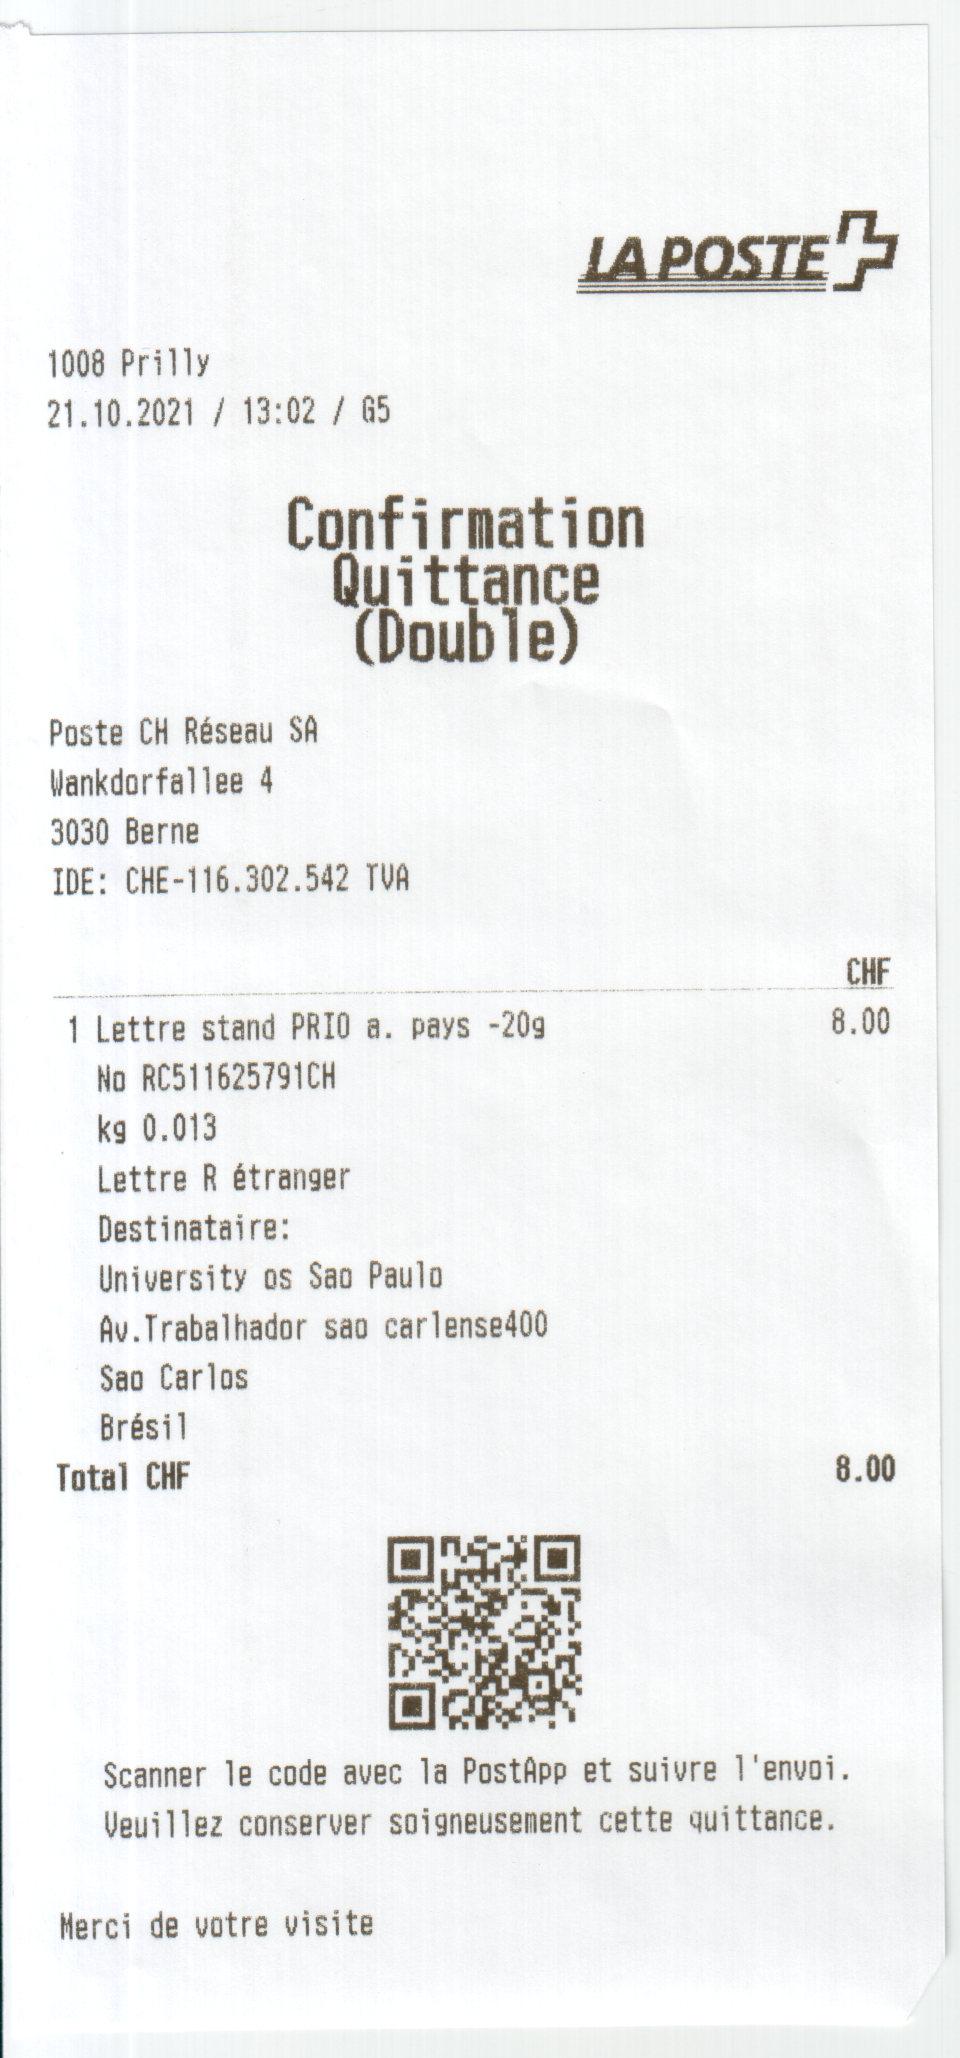 LA POSTE
1008 Prilly
21.10.2021 / 13:02 / G5
Confirmation
Quittance
(Double)
Poste CH Réseau SA
Wankdorfallee 4
3030 Berne
IDE: CHE-116.302.542 TVA
CHF
1 Lettre stand PRIO a. pays -20g 8.00
No RC511625791CH
kg 0.013
Lettre R étranger
Destinataire:
University os Sao Paulo
Av.Trabalhador sao carlense400
Sao Carlos
Brésil
Total CHF 8.00
Scanner le code avec la PostApp et suivre l'envoi.
Veuillez conserver soigneusement cette quittance.
Merci de votre visite